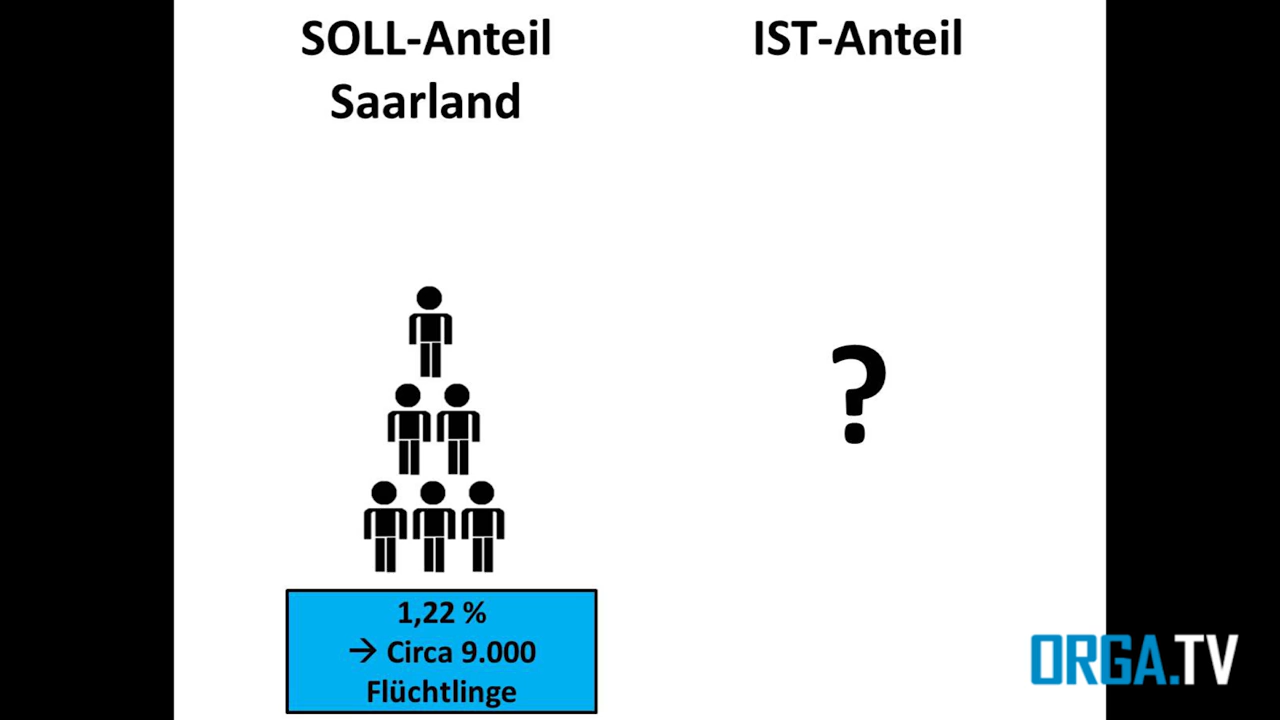 SOLL-Anteil
Saarland
IST-Anteil
?
1,22 %
→ Circa 9.000
Flüchtlinge
ORGA.TV